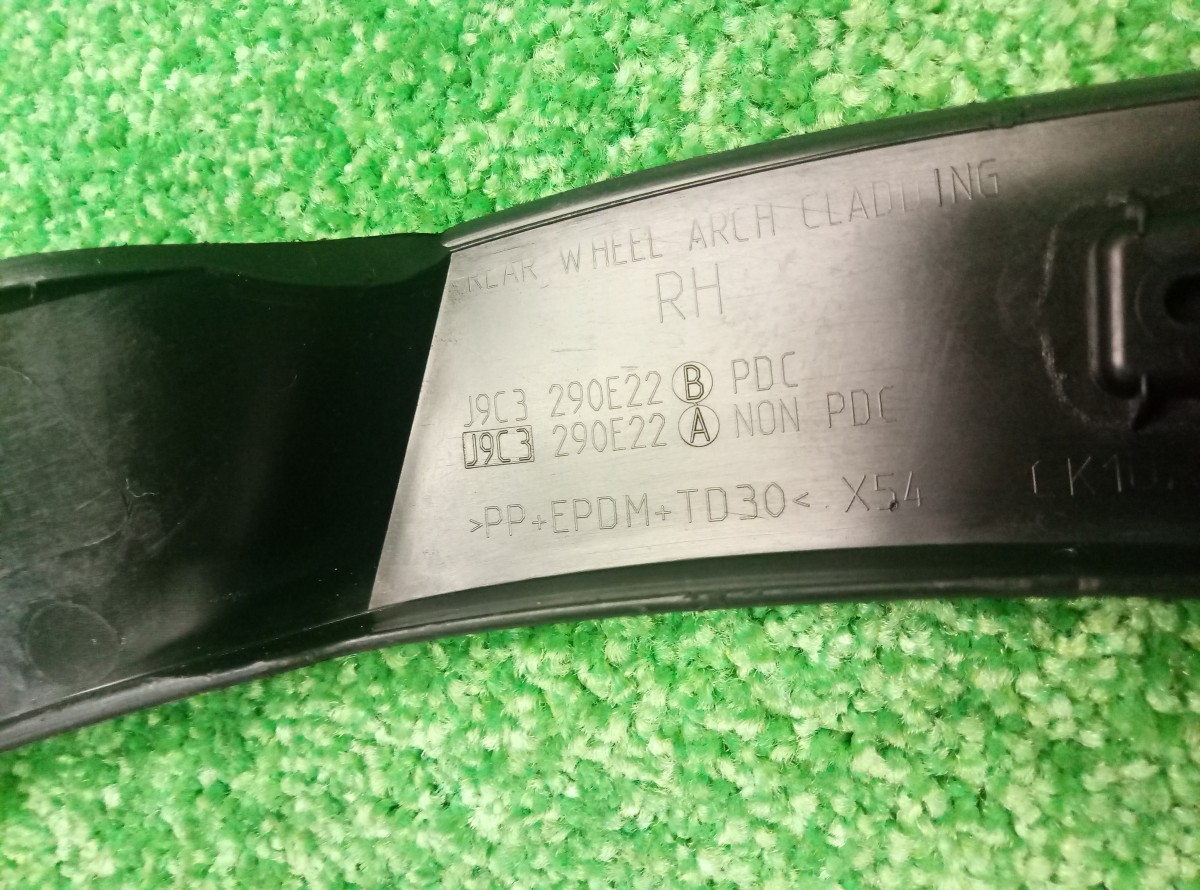 REAR WHEEL ARCH CLADDING
RH
J9C3 290E22 B PDC
J9C3 290E22 A NON PDC
>PP+EPDM+TD30< X54